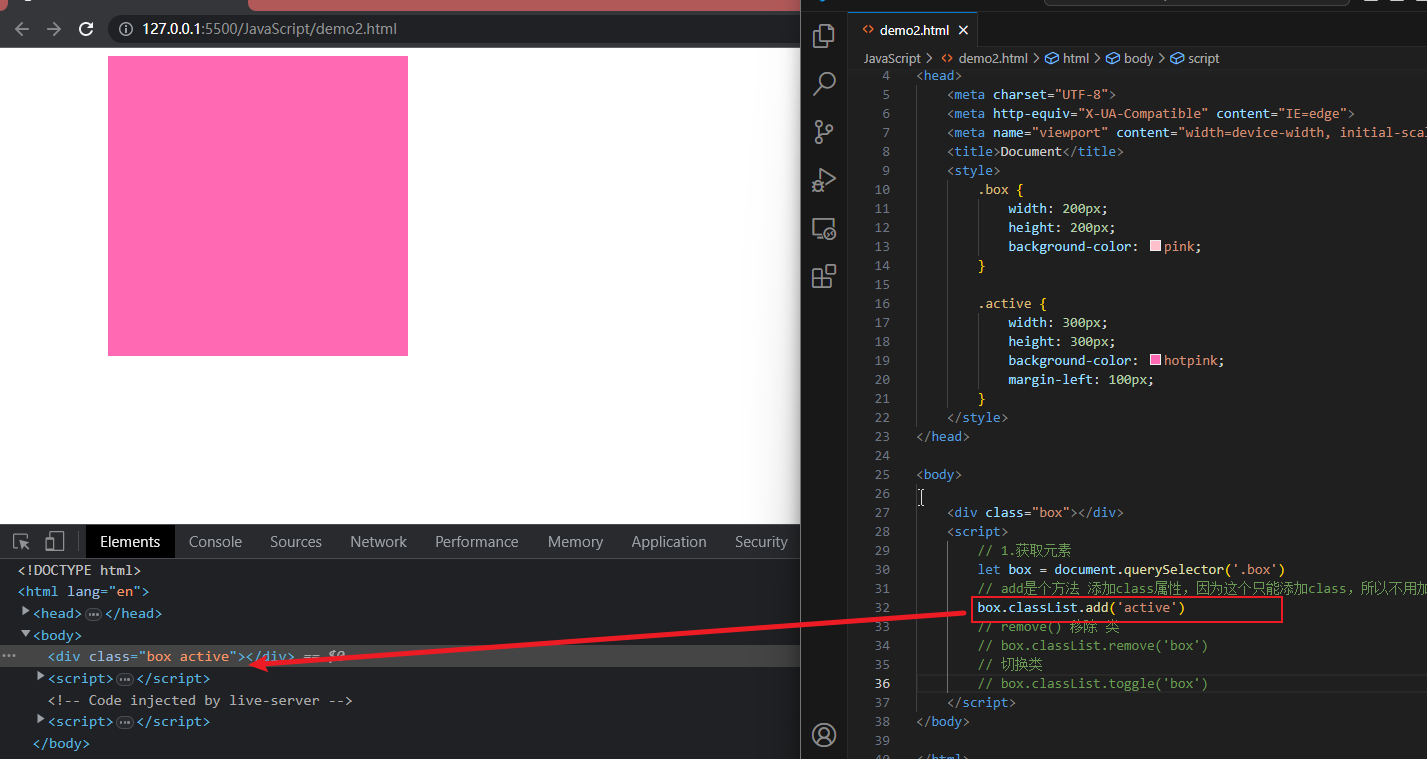 127.0.0.1:5500/JavaScript/demo2.html
Elements Console Sources Network Performance Memory Application Security
<!DOCTYPE html>
<html lang="en">
<head> ⋯ </head>
<body>
<div class="box active"></div> == $0
<script> ⋯ </script>
<!-- Code injected by live-server -->
<script> ⋯ </script>
</body>
demo2.html
JavaScript > demo2.html > html > body > script
4 <head>
5 <meta charset="UTF-8">
6 <meta http-equiv="X-UA-Compatible" content="IE=edge">
7 <meta name="viewport" content="width=device-width, initial-scal
8 <title>Document</title>
9 <style>
10 .box {
11 width: 200px;
12 height: 200px;
13 background-color: pink;
14 }
15
16 .active {
17 width: 300px;
18 height: 300px;
19 background-color: hotpink;
20 margin-left: 100px;
21 }
22 </style>
23 </head>
24
25 <body>
26
27 <div class="box"></div>
28 <script>
29 // 1.获取元素
30 let box = document.querySelector('.box')
31 // add是个方法 添加class属性，因为这个只能添加class，所以不用加
32 box.classList.add('active')
33 // remove() 移除 类
34 // box.classList.remove('box')
35 // 切换类
36 // box.classList.toggle('box')
37 </script>
38 </body>
39
40 </html>